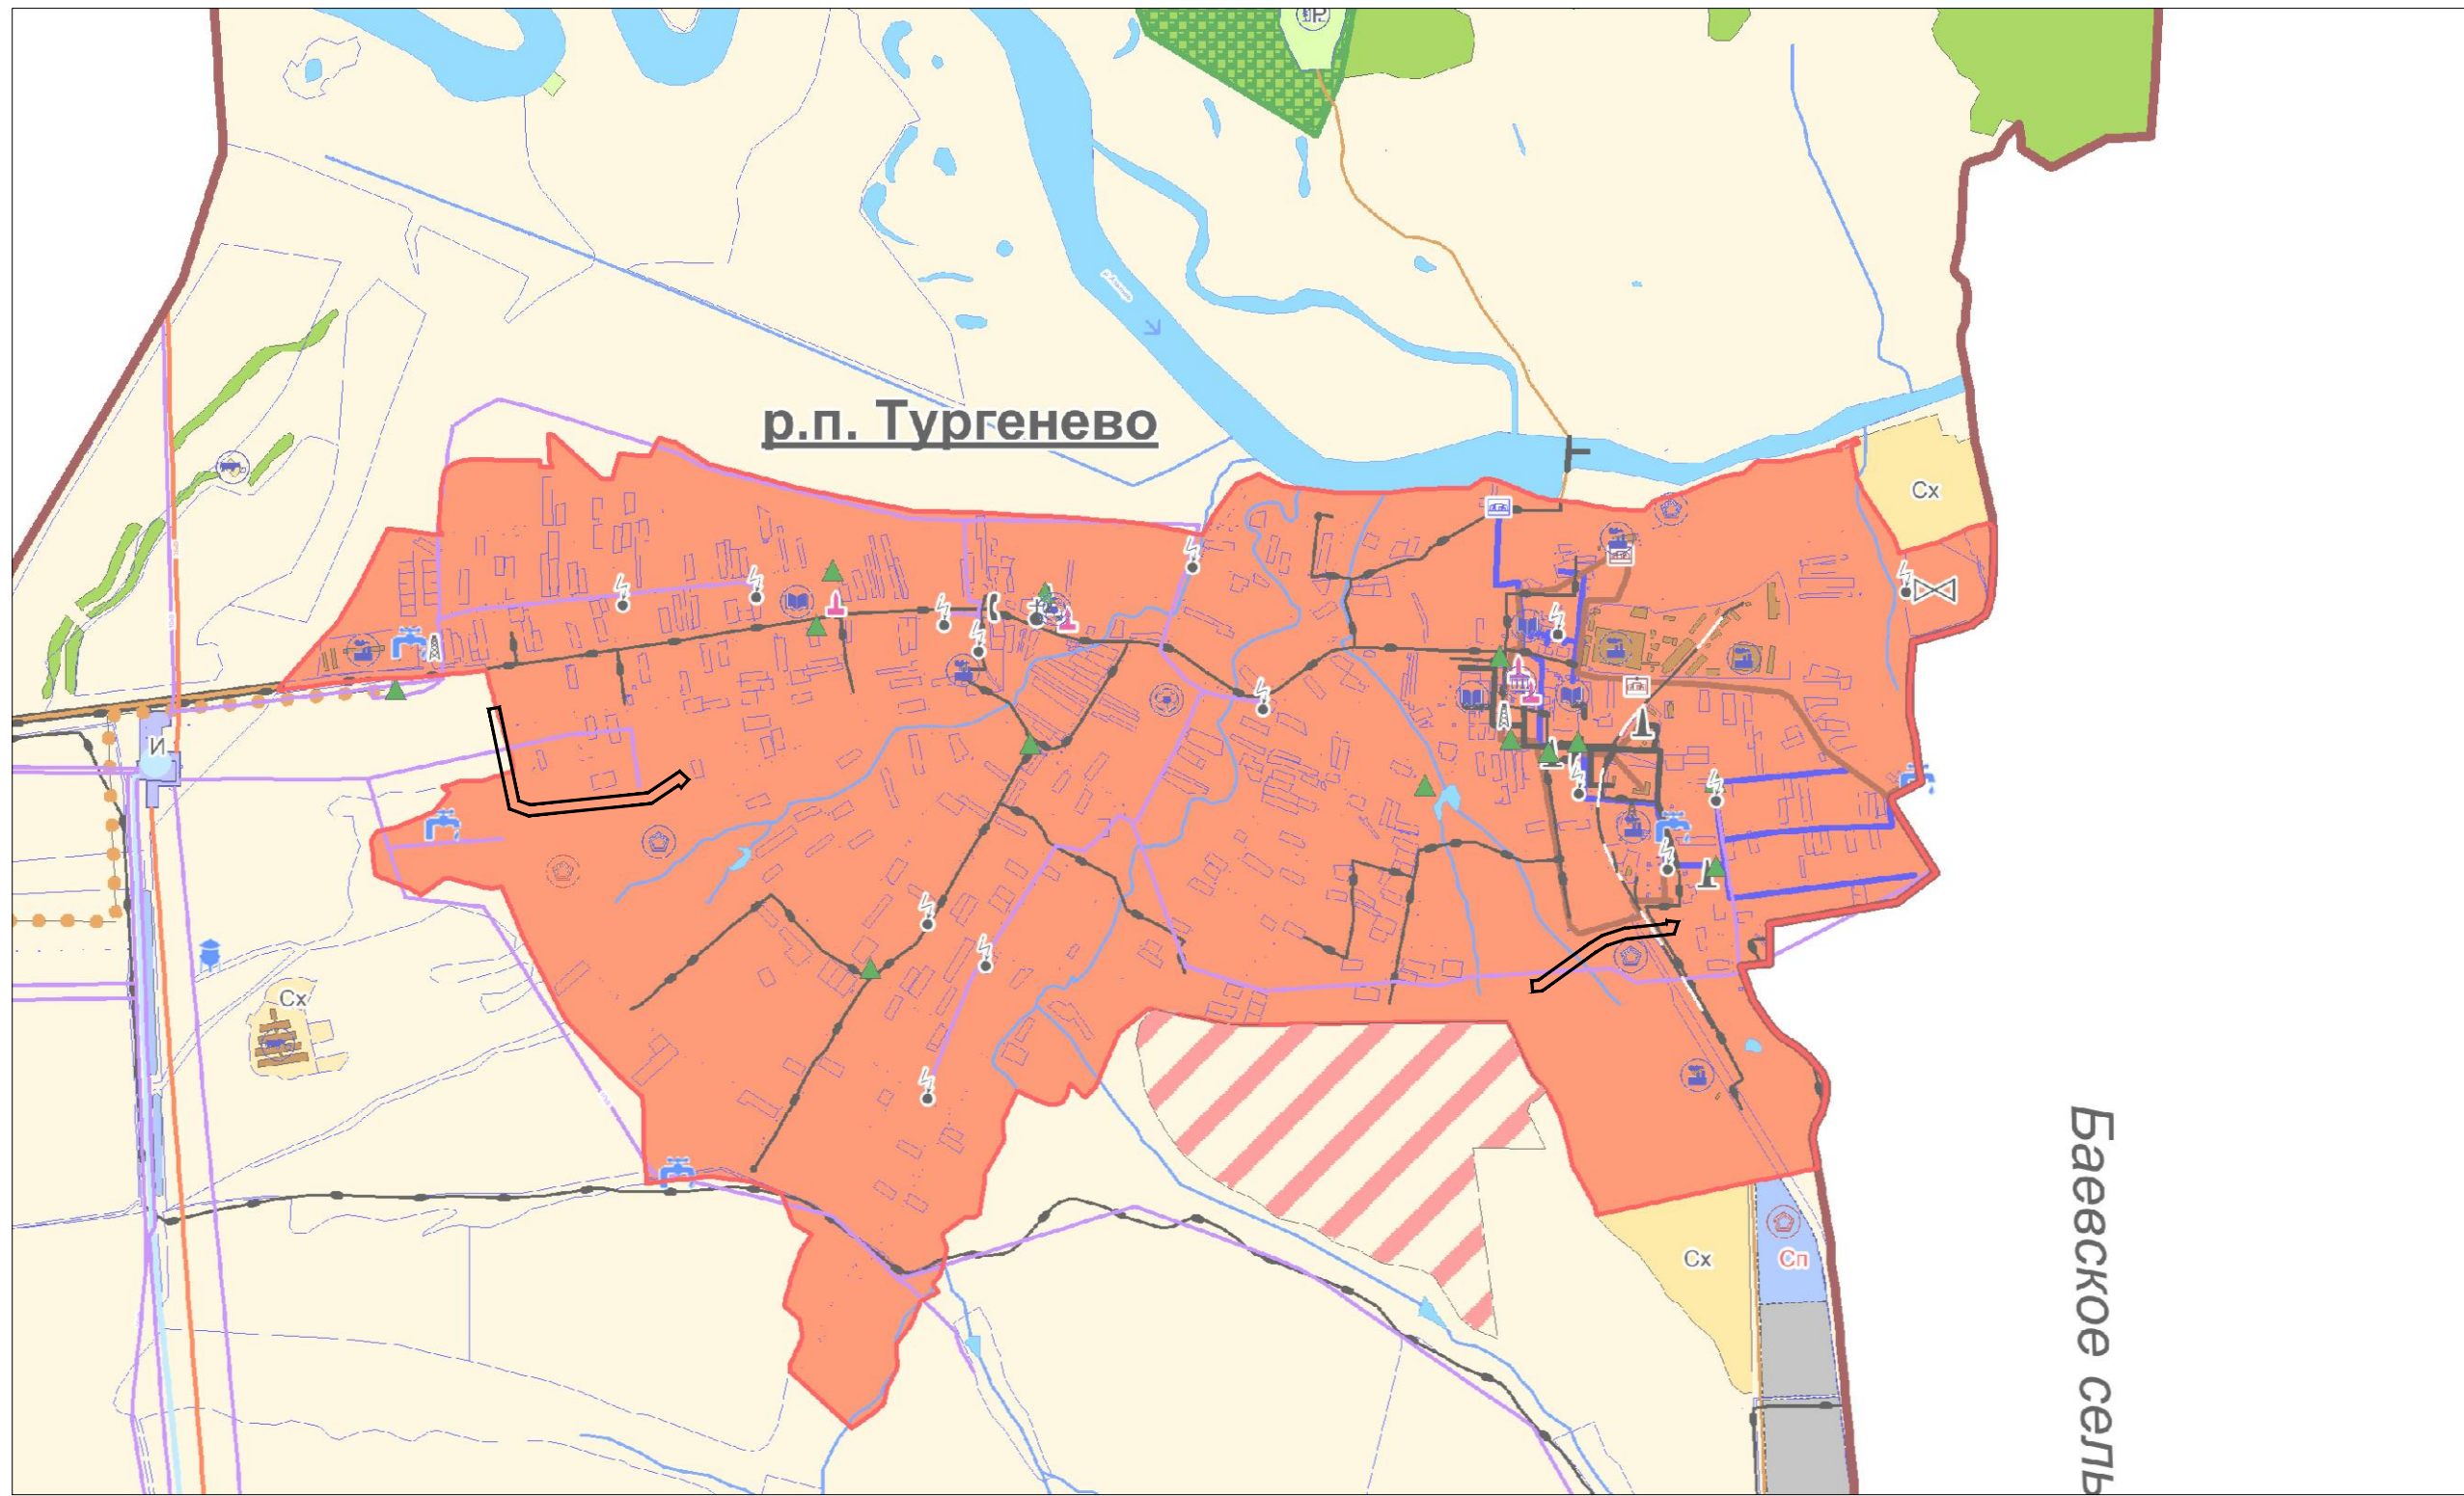 Р
р.п. Тургенево
Сх
И
Сх
Баевское сель
Сх
Сп